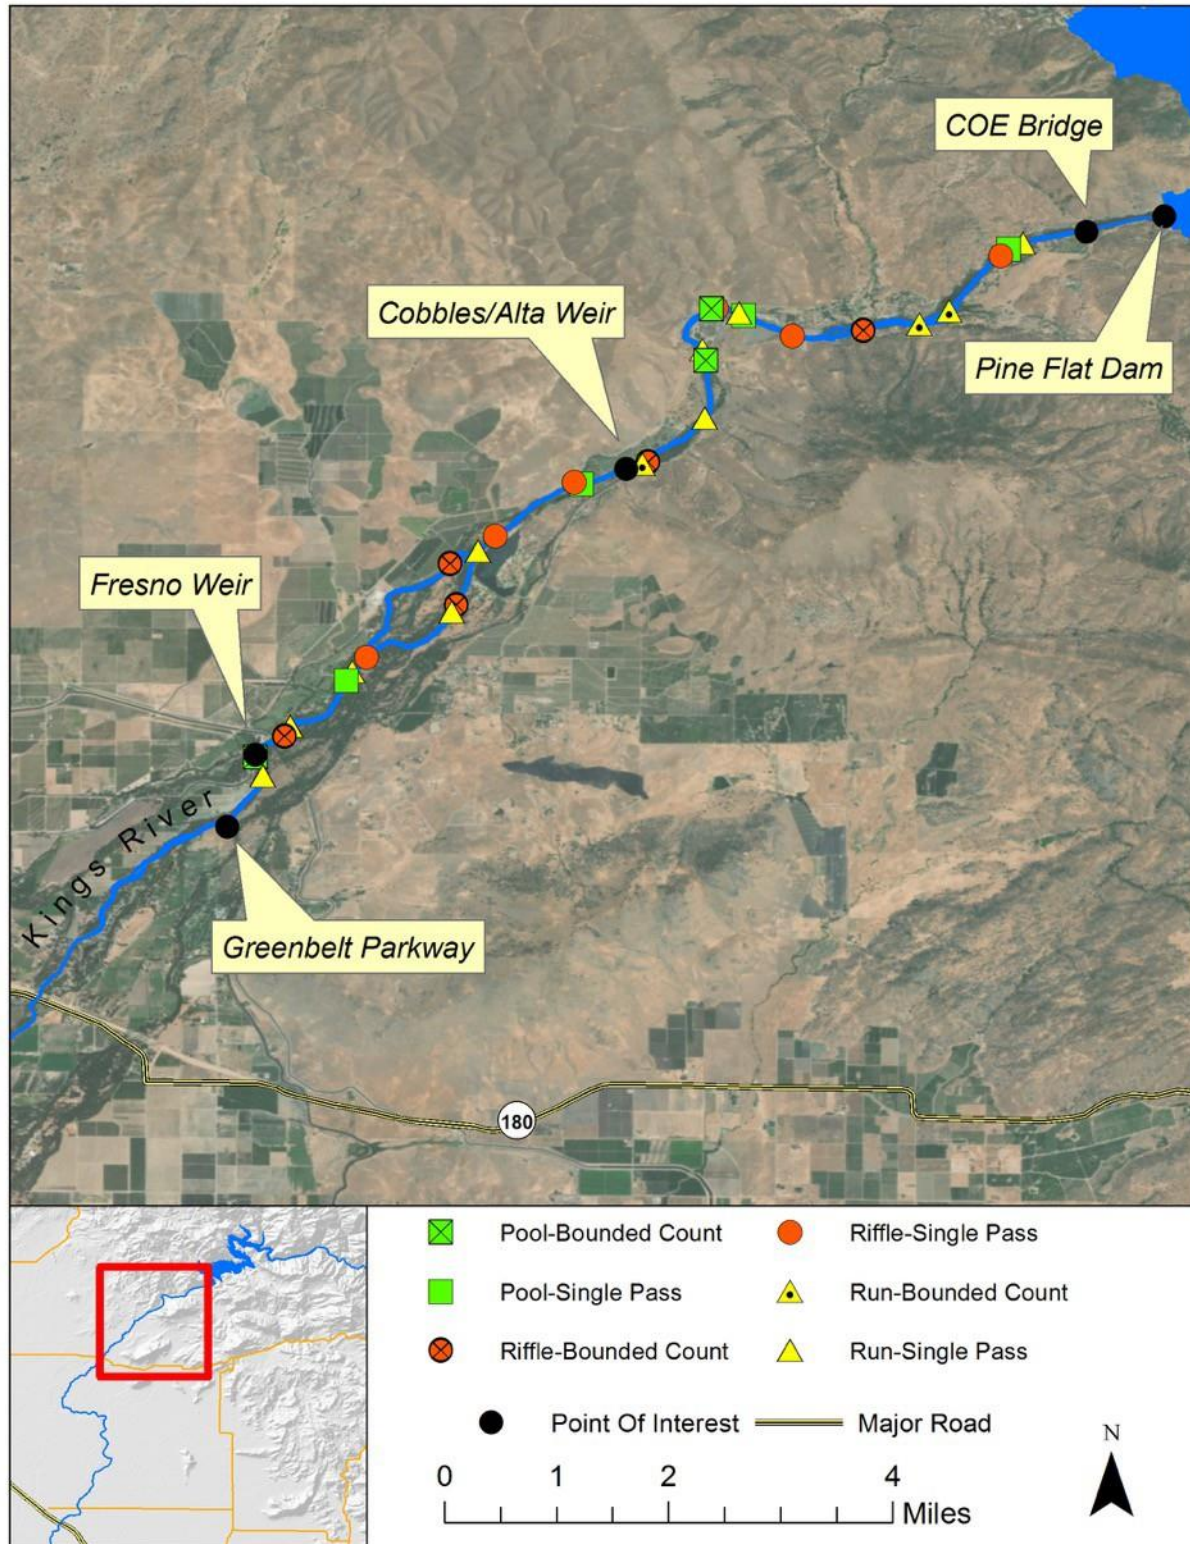 COE Bridge
Cobbles/Alta Weir
Pine Flat Dam
Fresno Weir
Kings River
Greenbelt Parkway
180
Pool-Bounded Count
Riffle-Single Pass
Pool-Single Pass
Run-Bounded Count
Riffle-Bounded Count
Run-Single Pass
Point Of Interest
Major Road
N
0 1 2 4
Miles